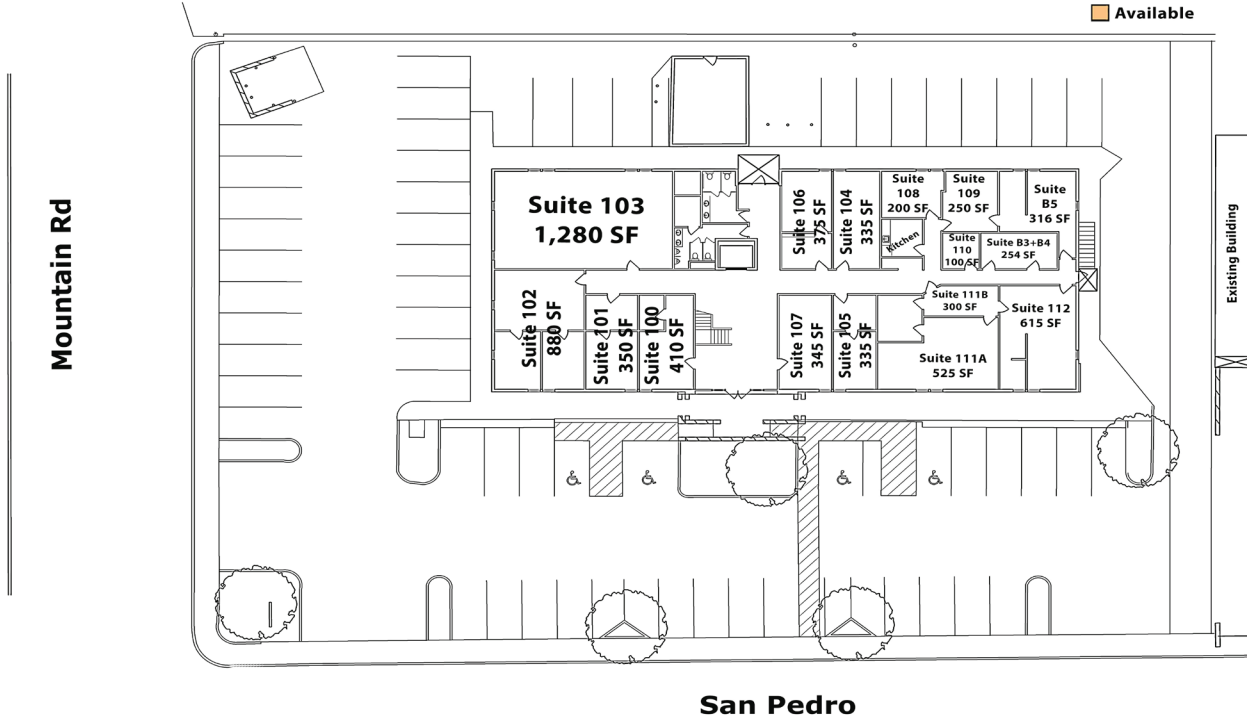 Available
Mountain Rd
Suite 103
1,280 SF
Suite 106
375 SF
Suite 104
335 SF
Suite
108
200 SF
Suite
109
250 SF
Suite
B5
316 SF
Kitchen
Suite
110
100 SF
Suite B3+B4
254 SF
Existing Building
Suite 102
880 SF
Suite 101
350 SF
Suite 100
410 SF
Suite 107
345 SF
Suite 105
335 SF
Suite 111B
300 SF
Suite 112
615 SF
Suite 111A
525 SF
San Pedro